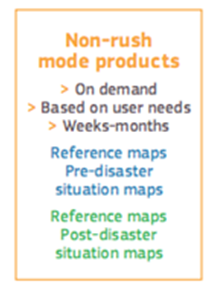 Non-rush
mode products
> On demand
> Based on user needs
> Weeks-months
Reference maps
Pre-disaster
situation maps
Reference maps
Post-disaster
situation maps